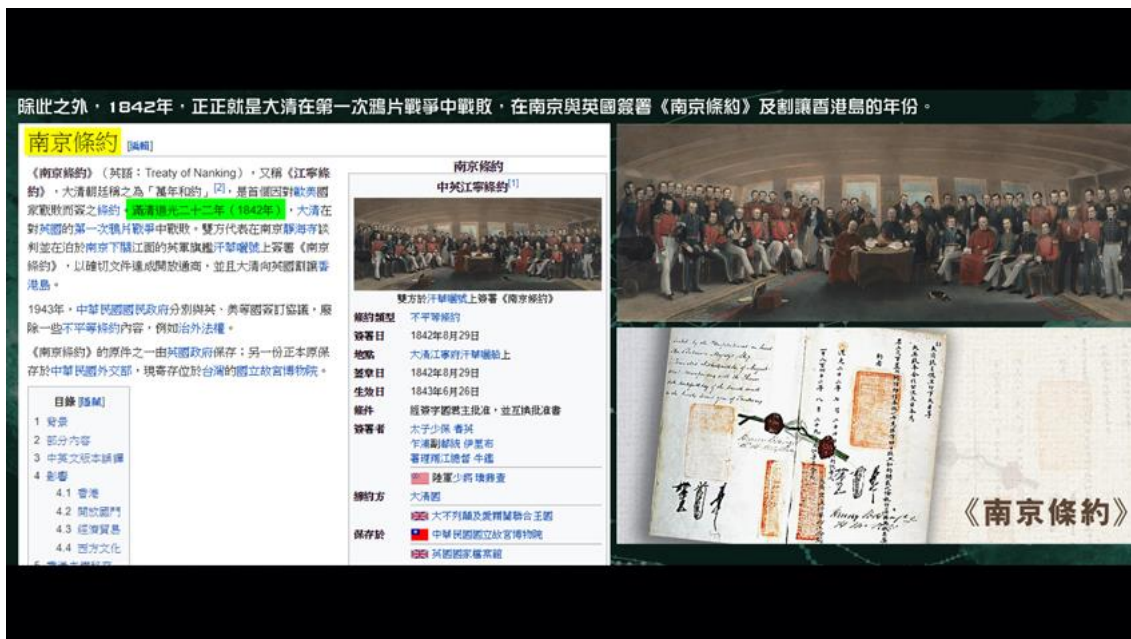 除此之外，1842年，正正就是大清在第一次鴉片戰爭中戰敗，在南京與英國簽署《南京條約》及割讓香港島的年份。
南京條約 [編輯]
《南京條約》（英語：Treaty of Nanking），又稱《江寧條
約》，大清朝廷稱之為「萬年和約」[2]，是首個因對歐美國
家戰敗而簽之條約。滿清道光二十二年（1842年），大清在
對英國的第一次鴉片戰爭中戰敗。雙方代表在南京靜海寺談
判並在泊於南京下關江面的英軍旗艦汗華麗號上簽署《南京
條約》，以確切文件達成開放通商，並且大清向英國割讓香
港島。
1943年，中華民國國民政府分別與英、美等國簽訂協議，廢
除一些不平等條約內容，例如治外法權。
《南京條約》的原件之一由英國政府保存；另一份正本原保
存於中華民國外交部，現寄存位於台灣的國立故宮博物院。
目錄 [隱藏]
1 背景
2 部分內容
3 中英文版本誤譯
4 影響
4.1 香港
4.2 開放廈門
4.3 經濟貿易
4.4 西方文化
南京條約
中英江寧條約[1]
雙方於汗華麗號上簽署《南京條約》
條約類型 不平等條約
簽署日 1842年8月29日
地點 大清江寧府汗華麗船上
蓋章日 1842年8月29日
生效日 1843年6月26日
條件 經簽字國君主批准，並互換批准書
簽署者 太子少保 耆英
乍浦副都統 伊里布
署理兩江總督 牛鑑
陸軍少將 璞鼎查
締約方 大清國
大不列顛及愛爾蘭聯合王國
保存於 中華民國國立故宮博物院
英國國家檔案館
《南京條約》